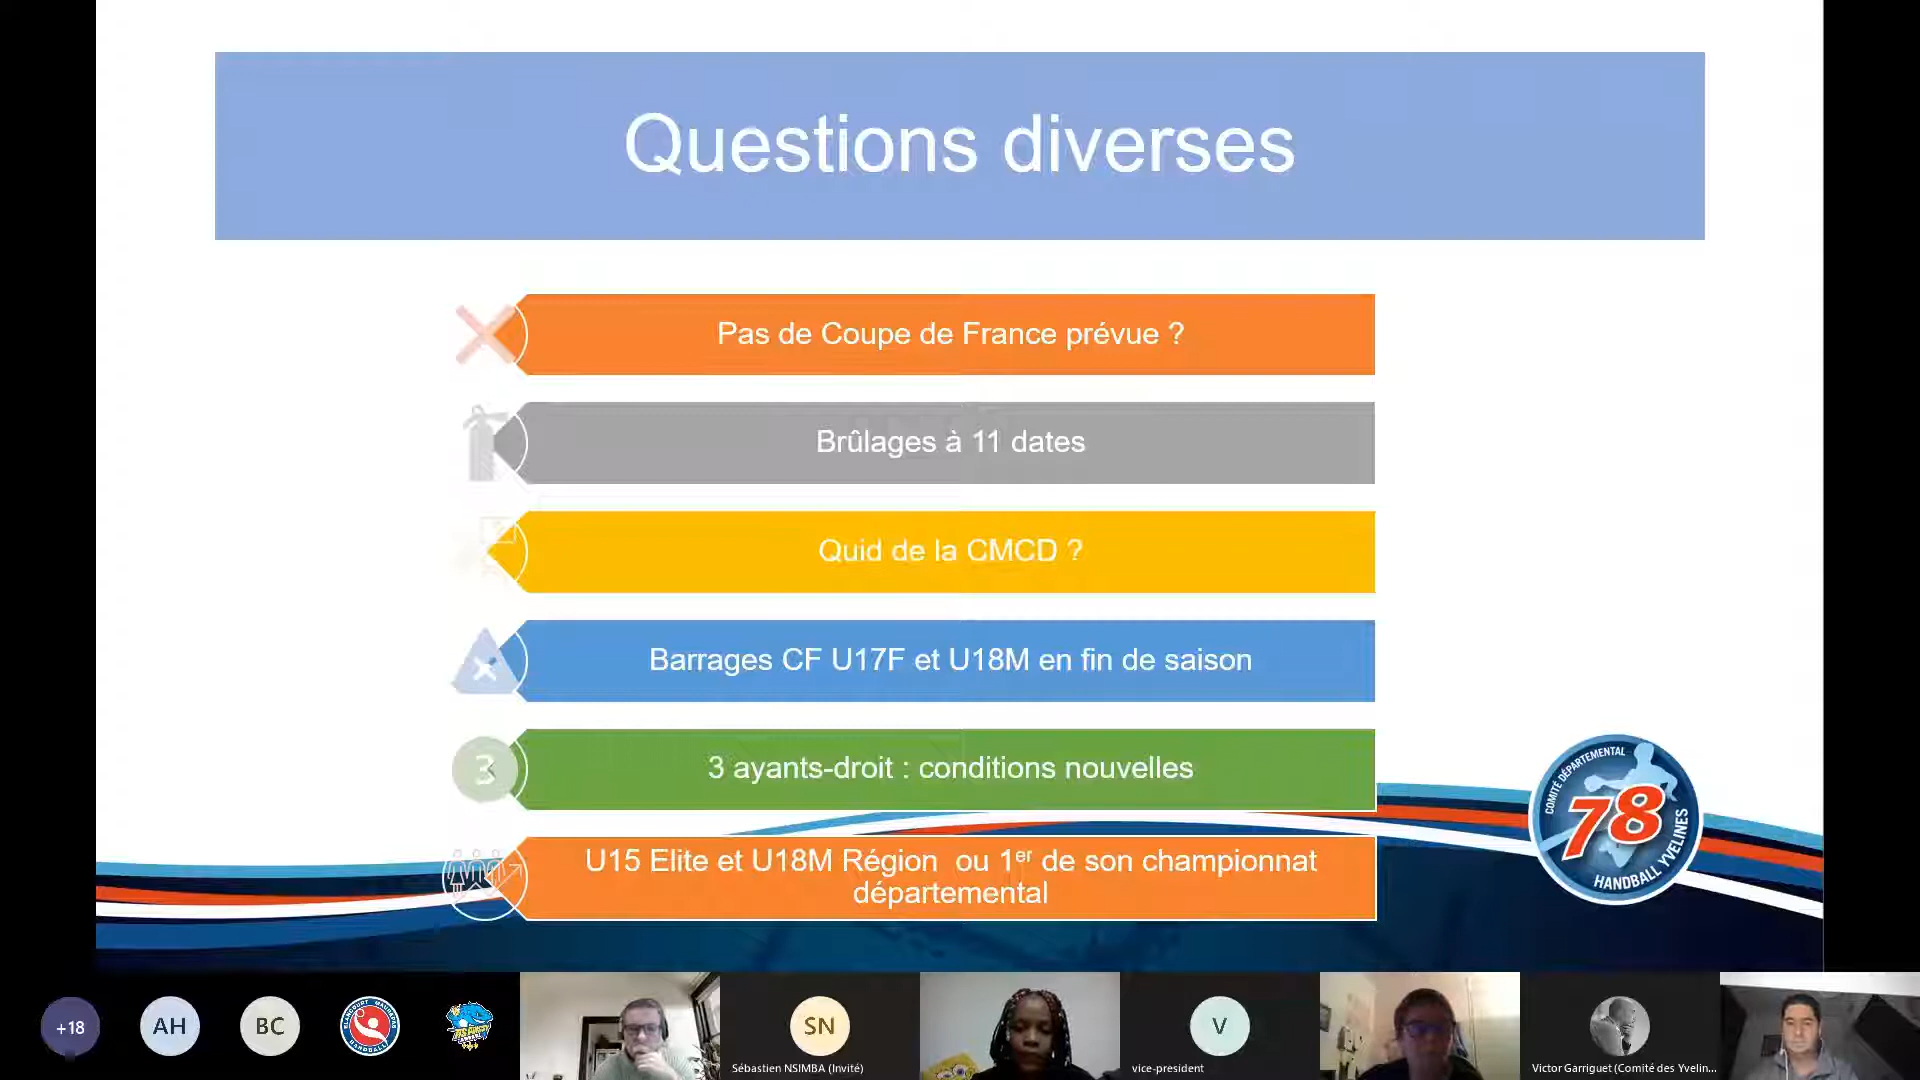 Questions diverses
Pas de Coupe de France prévue ?
Brûlages à 11 dates
Quid de la CMCD ?
Barrages CF U17F et U18M en fin de saison
3
3 ayants-droit : conditions nouvelles
U15 Elite et U18M Région ou 1er de son championnat
départemental
COMITÉ DÉPARTEMENTAL
78
HANDBALL YVELINES
+18
AH
BC
SN
V
Sébastien NSIMBA (Invité)
vice-president
Victor Garriguet (Comité des Yvelin...